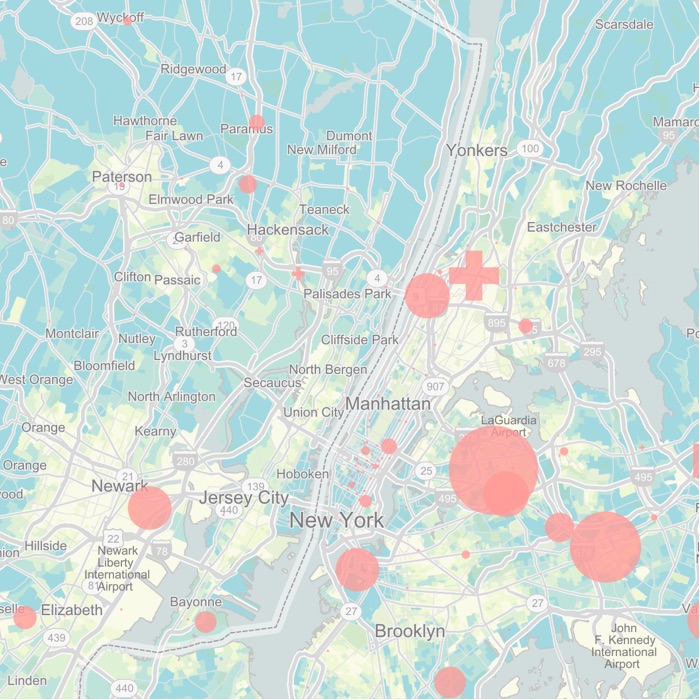 208
Wyckoff
Scarsdale
Ridgewood
17
Hawthorne
Paramus
Fair Lawn
Dumont
New Milford
95
Yonkers
100
4
Paterson
19
New Rochelle
Elmwood Park
Teaneck
80
Hackensack
Eastchester
Garfield
80
95
4
Clifton
Passaic
17
Palisades Park
895
Rutherford
120
Cliffside Park
Montclair
Nutley
3
Lyndhurst
295
678
Bloomfield
North Bergen
West Orange
Secaucus
907
North Arlington
Union City
Manhattan
Orange
Kearny
LaGuardia
Airport
280
Orange
21
Hoboken
25
495
Newark
139
Jersey City
440
495
New York
22
Hillside
78
Newark
Liberty
International
Airport
Bayonne
27
27
Elizabeth
Brooklyn
439
John
F. Kennedy
International
Airport
Linden
440